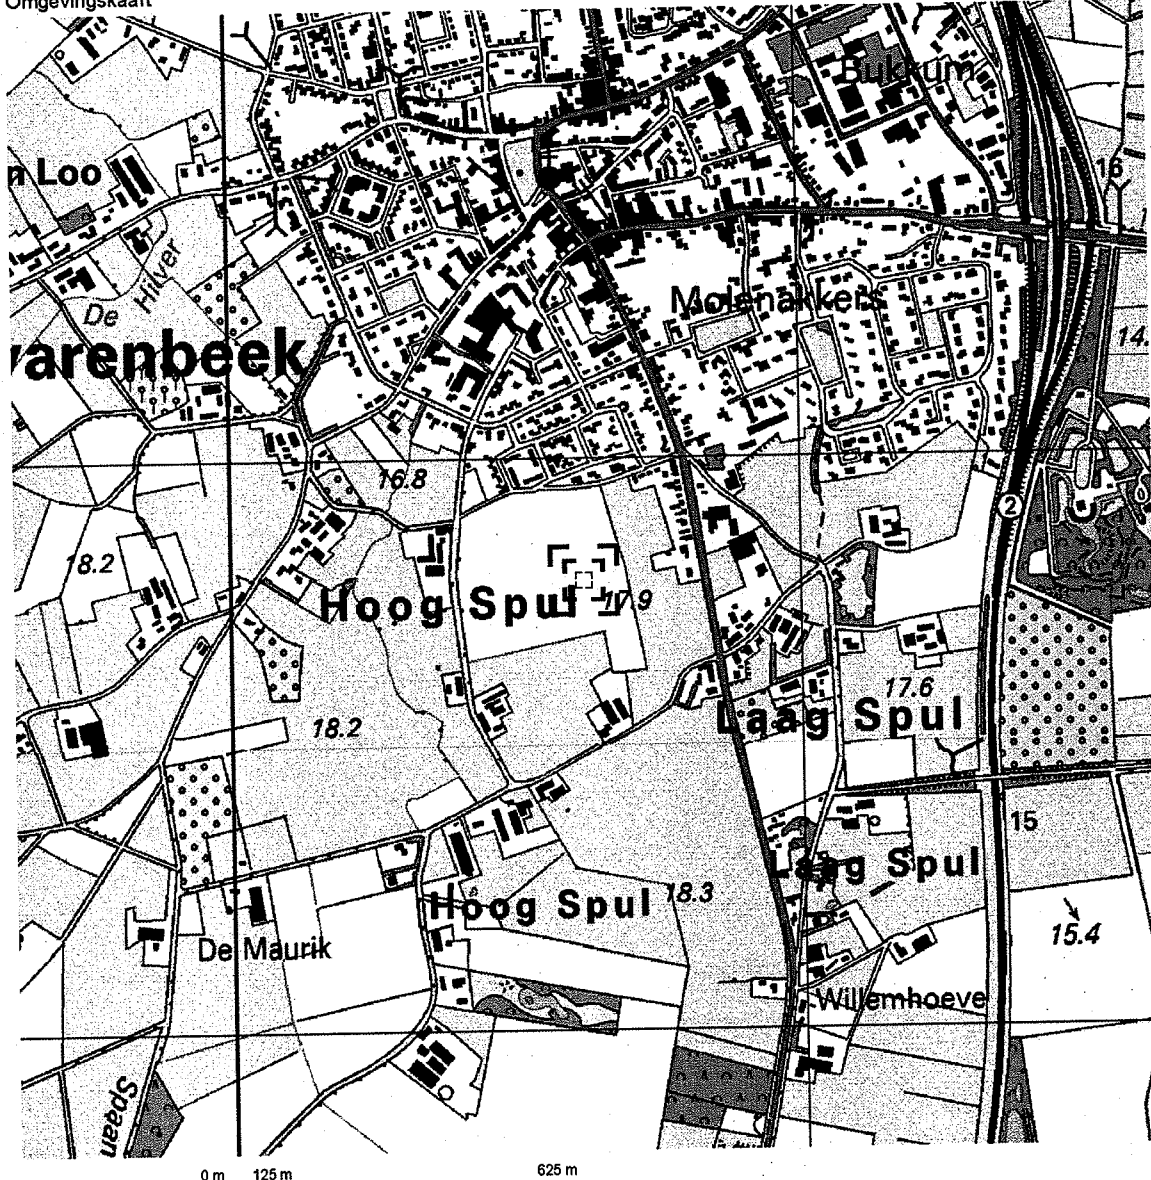 Omgevingskaart
Bukkum
n Loo
16
De
Hilver
Molenakkers
varenbeek
14.
16.8
2
18.2
Hoog Spul
17.9
17.6
Laag Spul
18.2
15
Laag Spul
Hoog Spul
18.3
15.4
De Maurik
Willemhoeve
Spaan
0 m 125 m 625 m